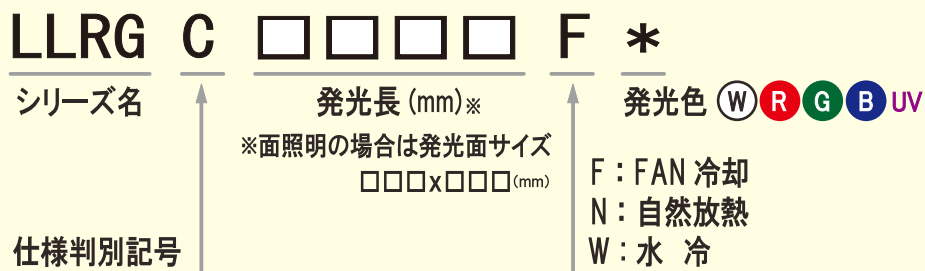 LLRG C □□□□ F *
シリーズ名 発光長(mm)※ 発光色 W R G B UV
※面照明の場合は発光面サイズ
□□□x□□□(mm)
F：FAN 冷却
N：自然放熱
W：水 冷
仕様判別記号